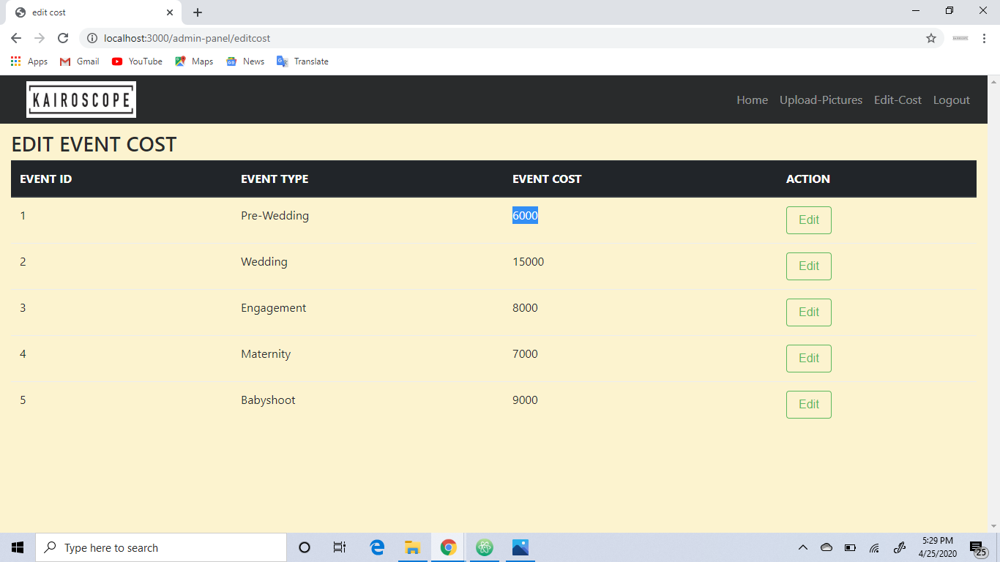 edit cost
localhost:3000/admin-panel/editcost
Apps Gmail YouTube Maps News Translate
KAIROSCOPE Home Upload-Pictures Edit-Cost Logout
EDIT EVENT COST
EVENT ID EVENT TYPE EVENT COST ACTION
1 Pre-Wedding 6000 Edit
2 Wedding 15000 Edit
3 Engagement 8000 Edit
4 Maternity 7000 Edit
5 Babyshoot 9000 Edit
Type here to search
5:29 PM
4/25/2020
25